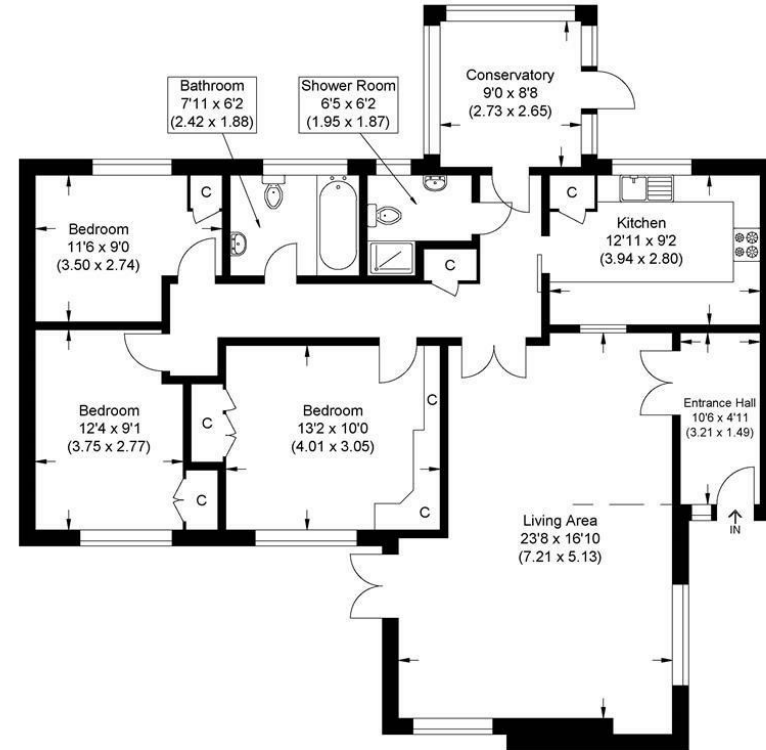 Conservatory
9'0 x 8'8
(2.73 x 2.65)
Bathroom
7'11 x 6'2
(2.42 x 1.88)
Shower Room
6'5 x 6'2
(1.95 x 1.87)
C
Bedroom
11'6 x 9'0
(3.50 x 2.74)
C
C
Kitchen
12'11 x 9'2
(3.94 x 2.80)
Bedroom
12'4 x 9'1
(3.75 x 2.77)
C
C
Bedroom
13'2 x 10'0
(4.01 x 3.05)
C
C
Entrance Hall
10'6 x 4'11
(3.21 x 1.49)
IN
Living Area
23'8 x 16'10
(7.21 x 5.13)